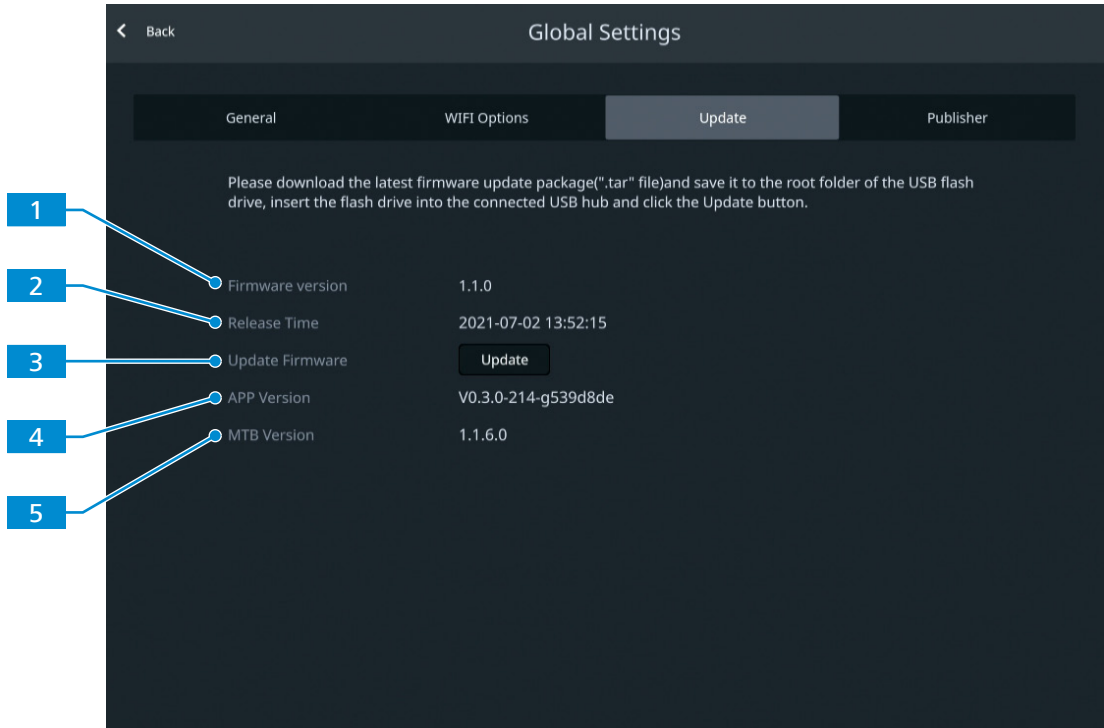 Back
Global Settings
General
WIFI Options
Update
Publisher
Please download the latest firmware update package(".tar" file)and save it to the root folder of the USB flash
drive, insert the flash drive into the connected USB hub and click the Update button.
1
Firmware version 1.1.0
2
Release Time 2021-07-02 13:52:15
3
Update Firmware Update
4
APP Version V0.3.0-214-g539d8de
5
MTB Version 1.1.6.0